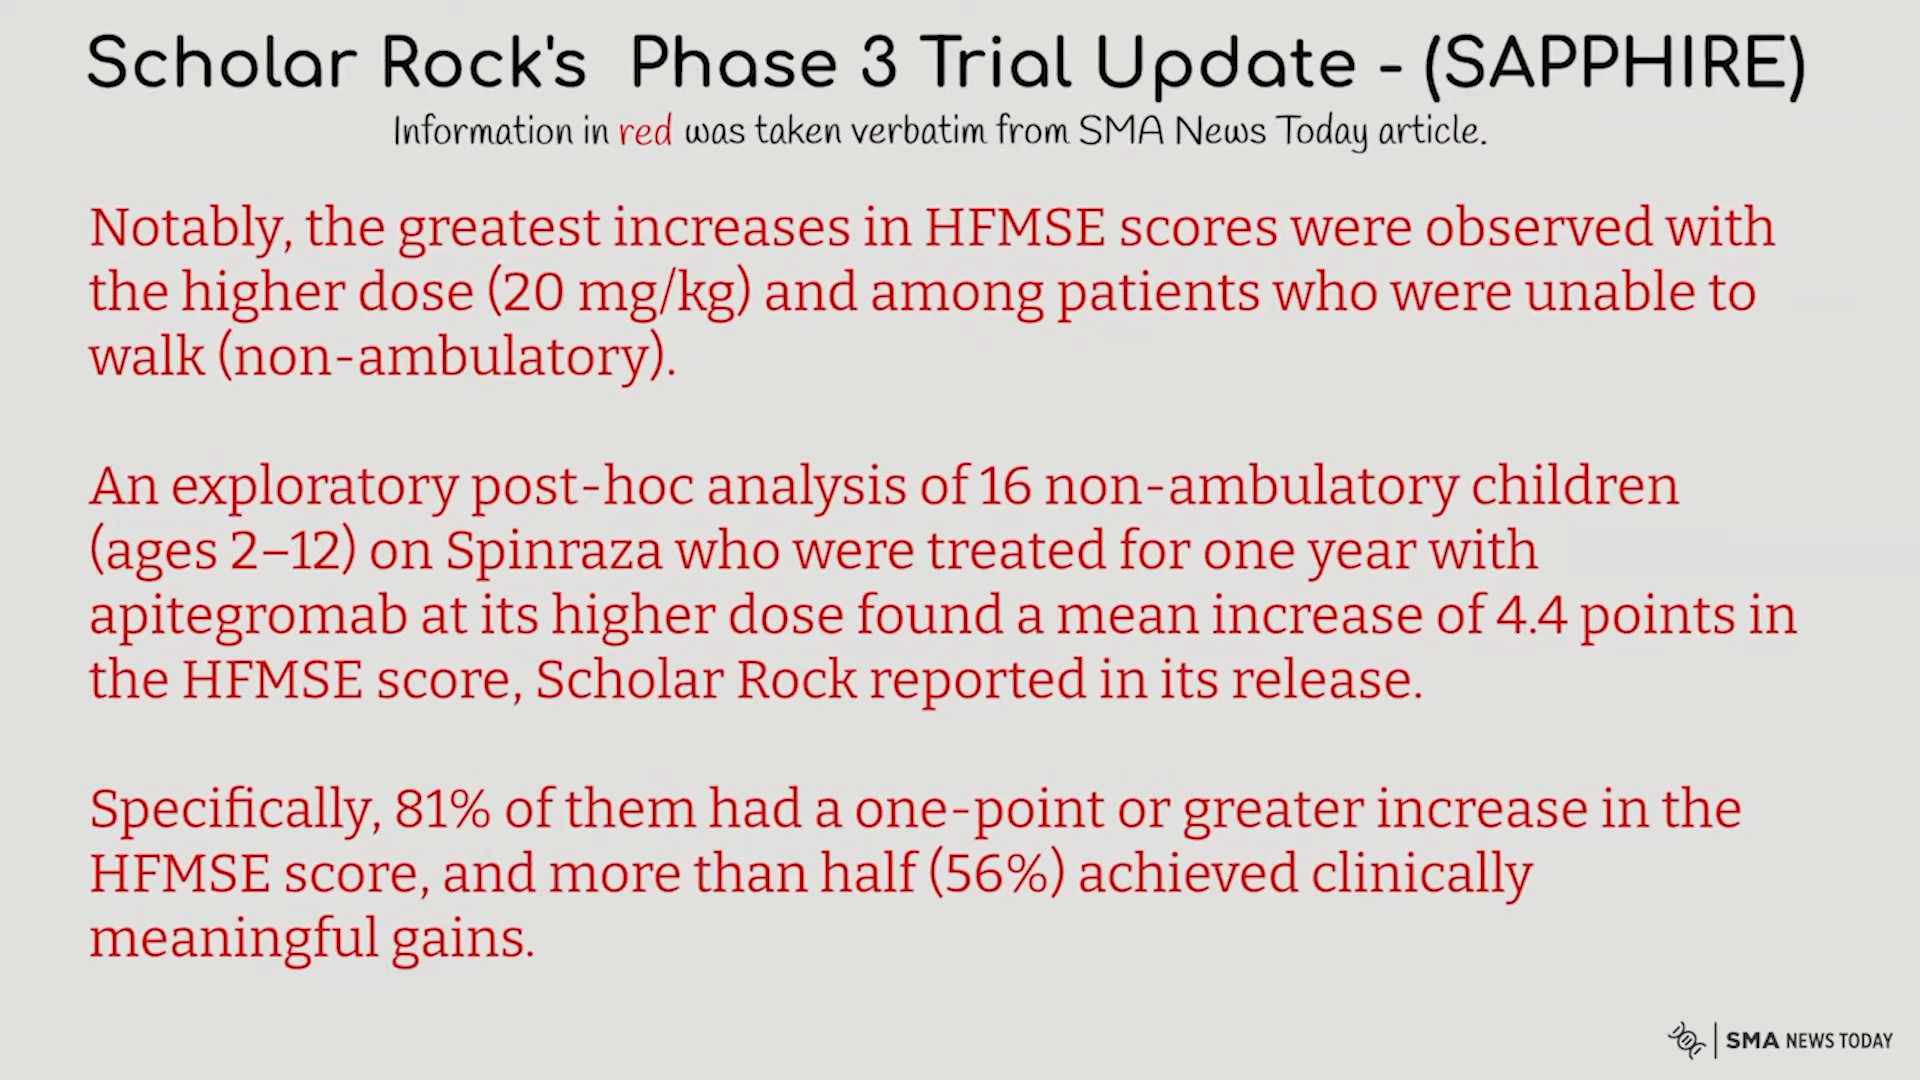 Scholar Rock's Phase 3 Trial Update - (SAPPHIRE)
Information in red was taken verbatim from SMA News Today article.
Notably, the greatest increases in HFMSE scores were observed with
the higher dose (20 mg/kg) and among patients who were unable to
walk (non-ambulatory).
An exploratory post-hoc analysis of 16 non-ambulatory children
(ages 2–12) on Spinraza who were treated for one year with
apitegromab at its higher dose found a mean increase of 4.4 points in
the HFMSE score, Scholar Rock reported in its release.
Specifically, 81% of them had a one-point or greater increase in the
HFMSE score, and more than half (56%) achieved clinically
meaningful gains.
SMA NEWS TODAY